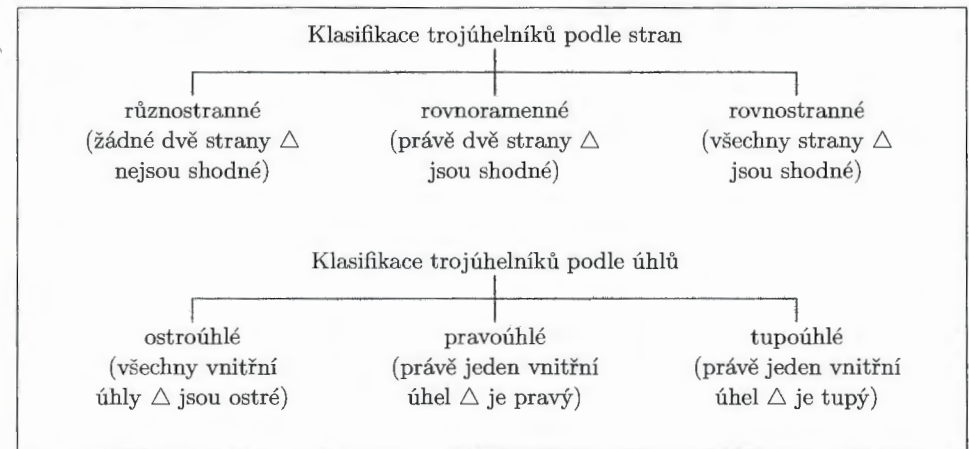 Klasifikace trojúhelníků podle stran
různostranné rovnoramenné rovnostranné
(žádné dvě strany △ (právě dvě strany △ (všechny strany △
nejsou shodné) jsou shodné) jsou shodné)
Klasifikace trojúhelníků podle úhlů
ostroúhlé pravoúhlé tupoúhlé
(všechny vnitřní (právě jeden vnitřní (právě jeden vnitřní
úhly △ jsou ostré) úhel △ je pravý) úhel △ je tupý)